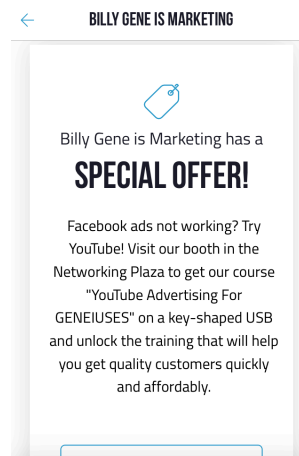 BILLY GENE IS MARKETING
Billy Gene is Marketing has a
SPECIAL OFFER!
Facebook ads not working? Try
YouTube! Visit our booth in the
Networking Plaza to get our course
"YouTube Advertising For
GENEIUSES" on a key-shaped USB
and unlock the training that will help
you get quality customers quickly
and affordably.